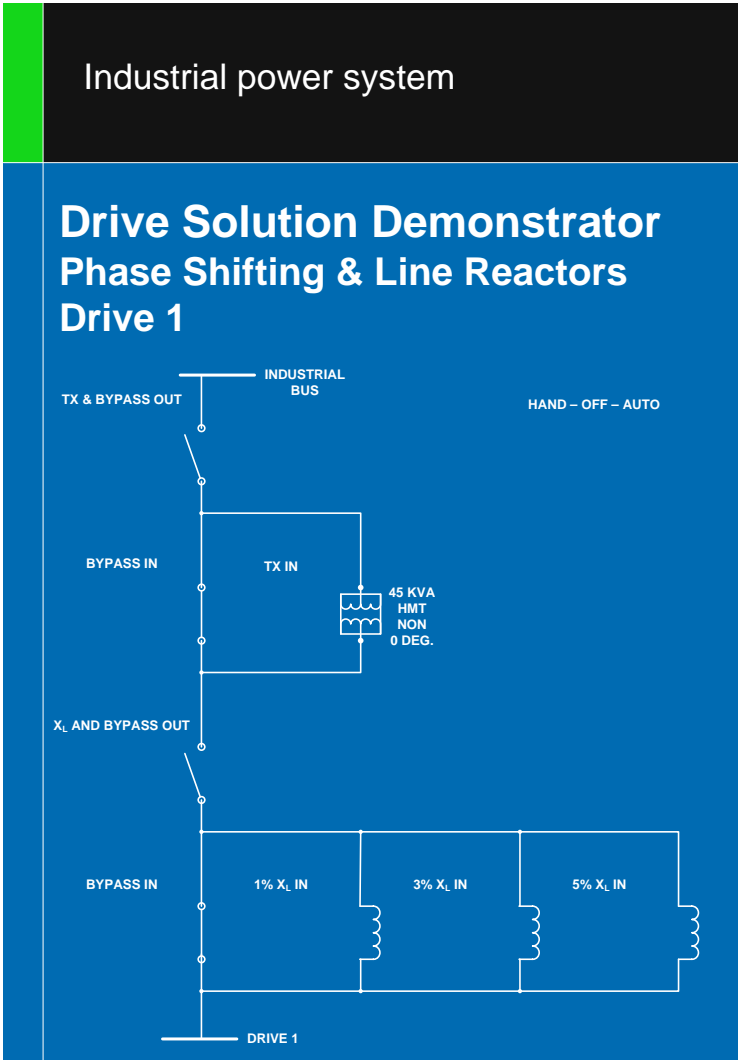 Industrial power system
Drive Solution Demonstrator
Phase Shifting & Line Reactors
Drive 1
INDUSTRIAL
BUS
TX & BYPASS OUT
HAND – OFF – AUTO
BYPASS IN
TX IN
45 KVA
HMT
NON
0 DEG.
XL AND BYPASS OUT
BYPASS IN
1% XL IN
3% XL IN
5% XL IN
DRIVE 1